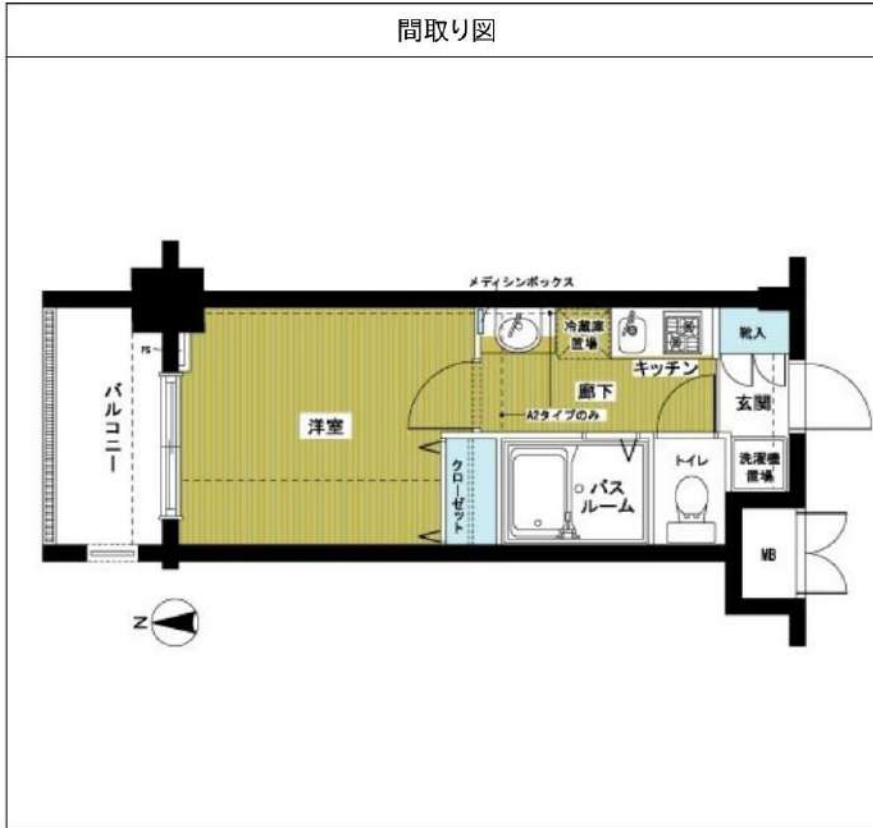 間取り図
メディシンボックス
冷蔵庫
置場
靴入
PS
キッチン
バルコニー
廊下
玄関
洋室
A2タイプのみ
クローゼット
バス
ルーム
トイレ
洗濯機
置場
MB
N